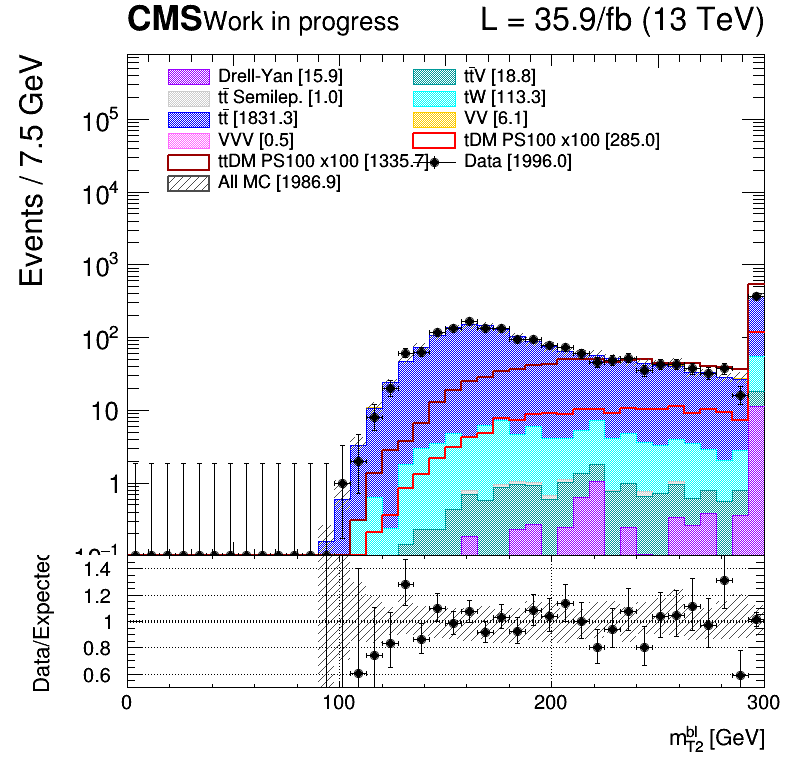 CMS Work in progress L = 35.9/fb (13 TeV)
Events / 7.5 GeV
Drell-Yan [15.9]
tt̄V [18.8]
tt̄ Semilep. [1.0]
tW [113.3]
tt̄ [1831.3]
VV [6.1]
VVV [0.5]
tDM PS100 x100 [285.0]
ttDM PS100 x100 [1335.7]
Data [1996.0]
All MC [1986.9]
10⁵
10⁴
10³
10²
10
1
10⁻¹
Data/Expected
1.4
1.2
1
0.8
0.6
0 100 200 300
m_{T2}^{bl} [GeV]